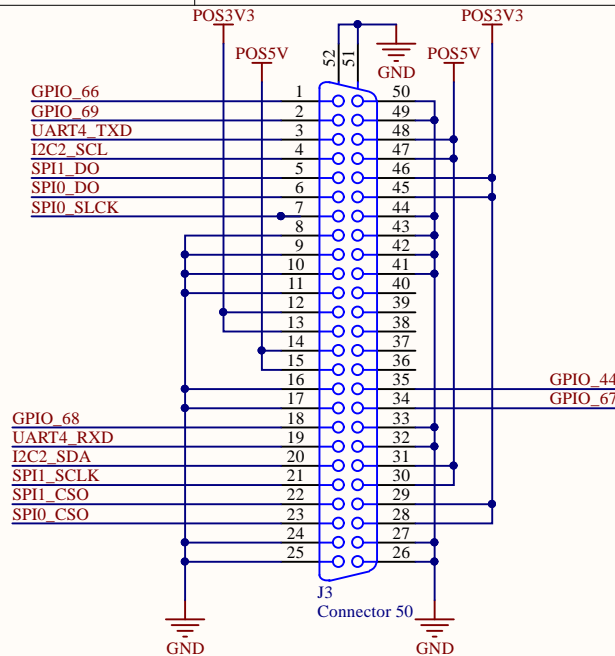 POS3V3 POS3V3
POS5V 52 51 GND POS5V
GPIO_66 1 50
GPIO_69 2 49
UART4_TXD 3 48
I2C2_SCL 4 47
SPI1_DO 5 46
SPI0_DO 6 45
SPI0_SLCK 7 44
8 43
9 42
10 41
11 40
12 39
13 38
14 37
15 36
16 35 GPIO_44
17 34 GPIO_67
GPIO_68 18 33
UART4_RXD 19 32
I2C2_SDA 20 31
SPI1_SCLK 21 30
SPI1_CSO 22 29
SPI0_CSO 23 28
24 27
25 26
J3
Connector 50
GND GND